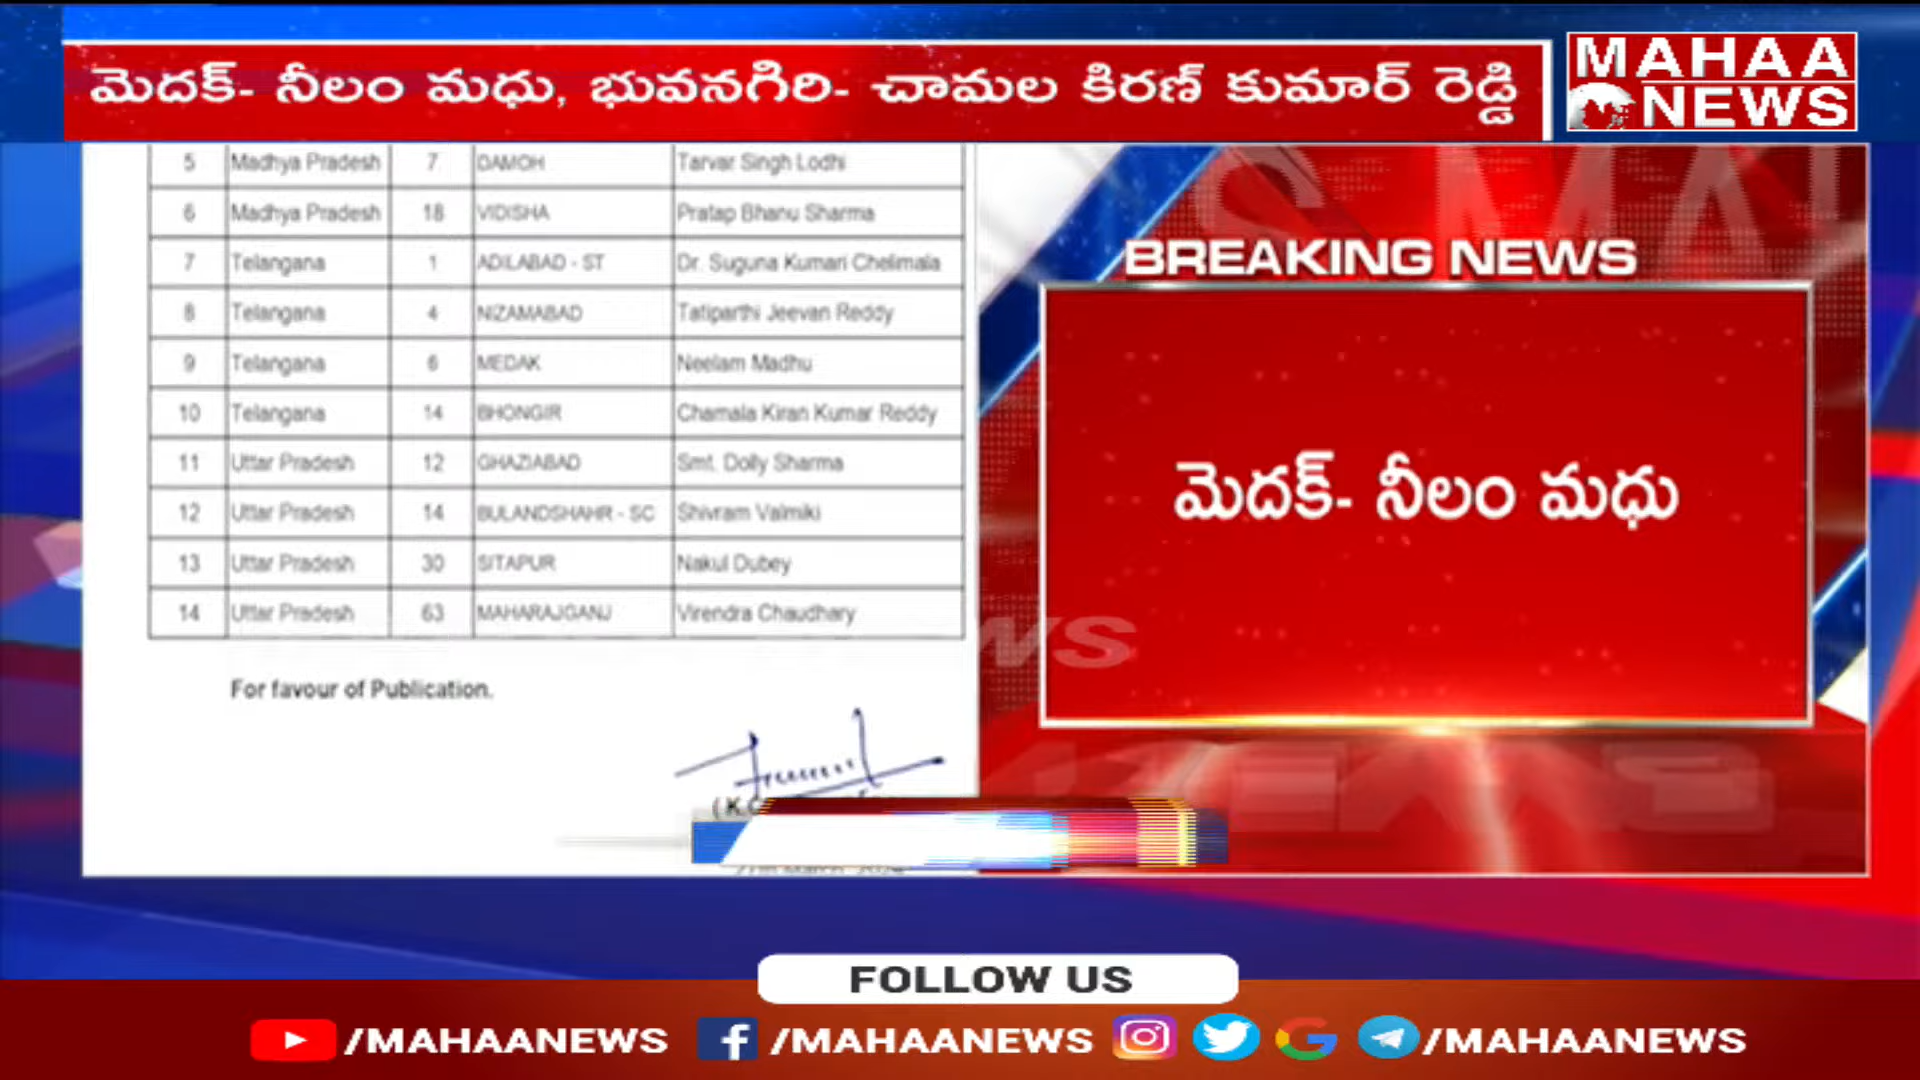 మెదక్- నీలం మధు, భువనగిరి- చామల కిరణ్ కుమార్ రెడ్డి
MAHAA
NEWS
5 Madhya Pradesh 7 DAMOH Tarvar Singh Lodhi
6 Madhya Pradesh 18 VIDISHA Pratap Bhanu Sharma
7 Telangana 1 ADILABAD - ST Dr. Suguna Kumari Chelimala
8 Telangana 4 NIZAMABAD Tatiparthi Jeevan Reddy
9 Telangana 6 MEDAK Neelam Madhu
10 Telangana 14 BHONGIR Chamala Kiran Kumar Reddy
11 Uttar Pradesh 12 GHAZIABAD Smt. Dolly Sharma
12 Uttar Pradesh 14 BULANDSHAHR - SC Shivram Valmiki
13 Uttar Pradesh 30 SITAPUR Nakul Dubey
14 Uttar Pradesh 63 MAHARAJGANJ Virendra Chaudhary
For favour of Publication.
(K.C
BREAKING NEWS
మెదక్- నీలం మధు
FOLLOW US
/MAHAANEWS /MAHAANEWS /MAHAANEWS